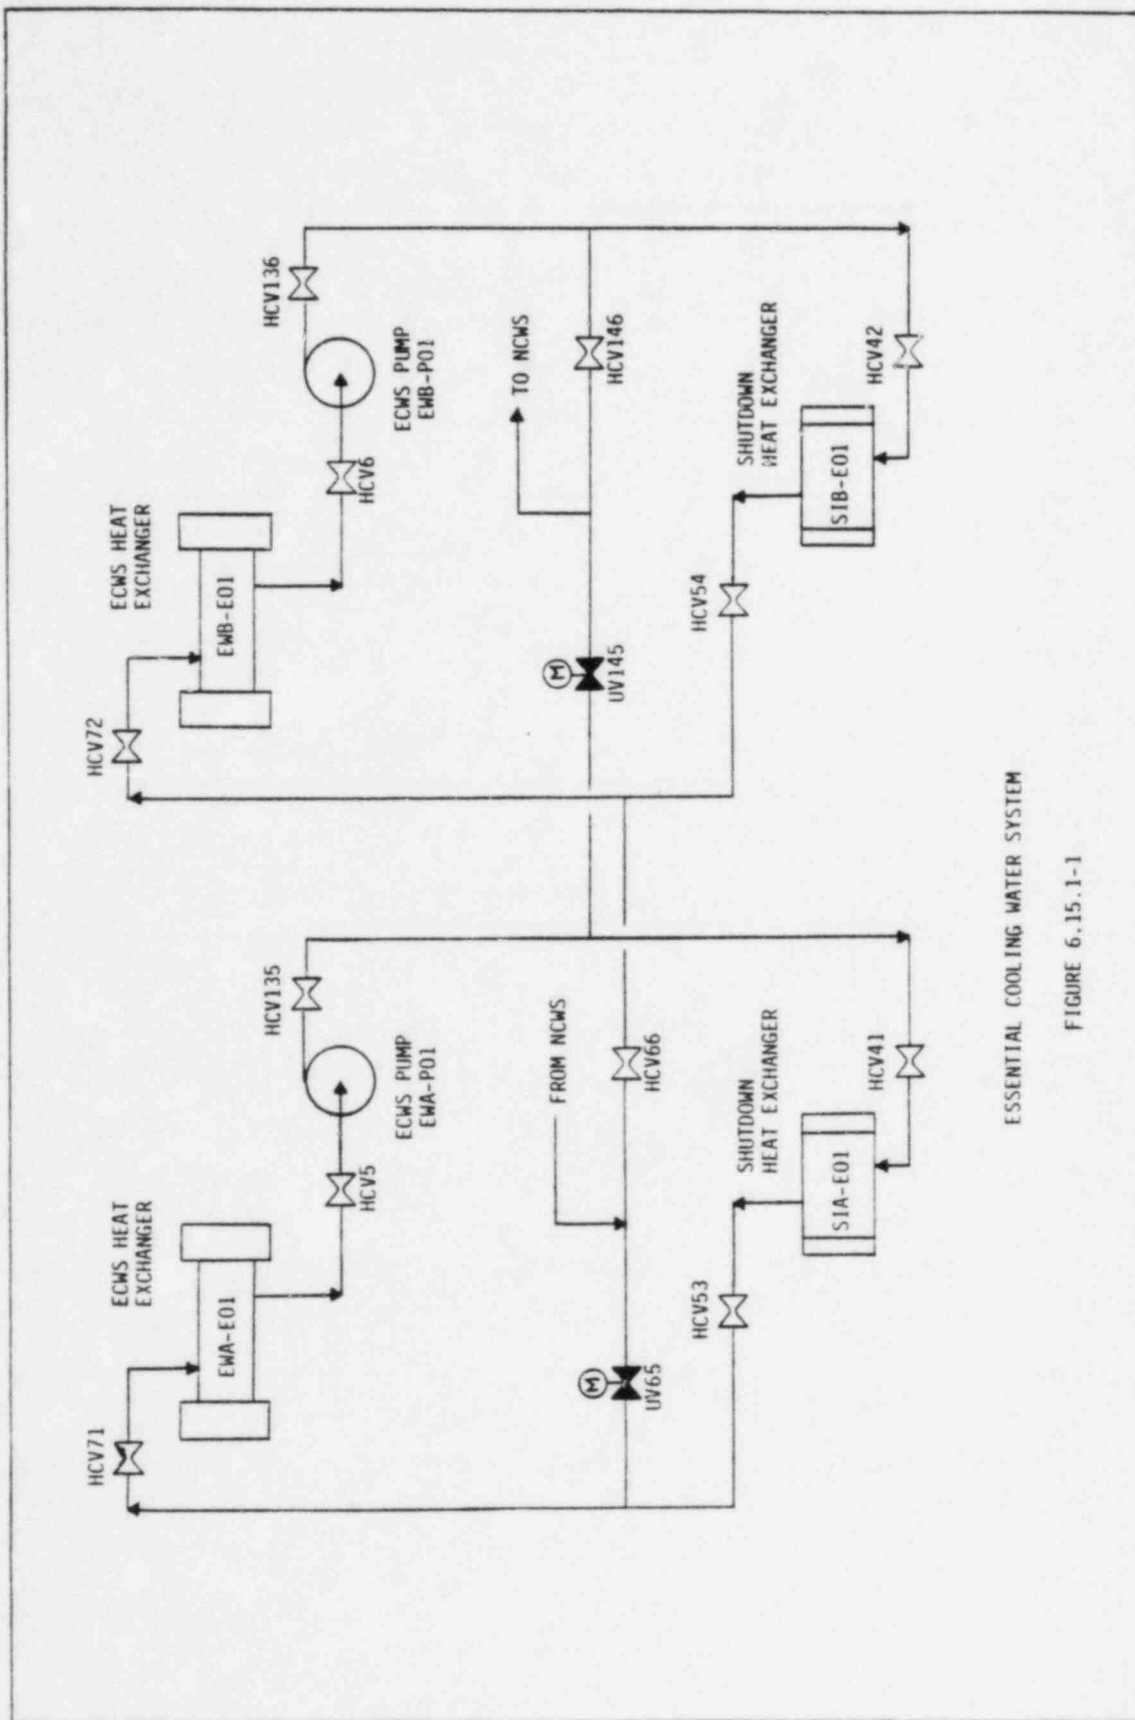 HCV71
ECWS HEAT
EXCHANGER
EWA-E01
HCV5
ECWS PUMP
EWA-P01
HCV135
FROM NCWS
UV65
M
HCV66
HCV53
SHUTDOWN
HEAT EXCHANGER
SIA-E01
HCV41
HCV72
ECWS HEAT
EXCHANGER
EWB-E01
HCV6
ECWS PUMP
EWB-P01
HCV136
TO NCWS
M
UV145
HCV146
HCV54
SHUTDOWN
HEAT EXCHANGER
SIB-E01
HCV42
ESSENTIAL COOLING WATER SYSTEM
FIGURE 6.15.1-1